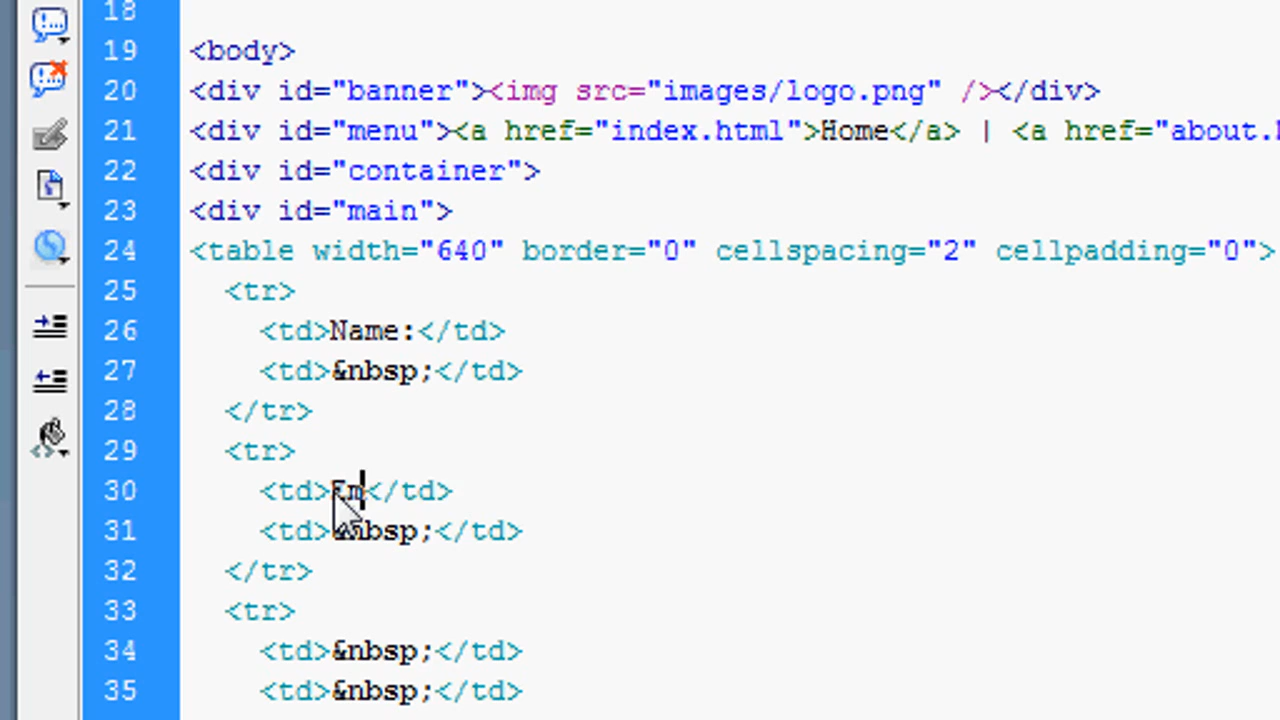 18
19 <body>
20 <div id="banner"><img src="images/logo.png" /></div>
21 <div id="menu"><a href="index.html">Home</a> | <a href="about.h
22 <div id="container">
23 <div id="main">
24 <table width="640" border="0" cellspacing="2" cellpadding="0">
25 <tr>
26 <td>Name:</td>
27 <td>&nbsp;</td>
28 </tr>
29 <tr>
30 <td>Em</td>
31 <td>&nbsp;</td>
32 </tr>
33 <tr>
34 <td>&nbsp;</td>
35 <td>&nbsp;</td>